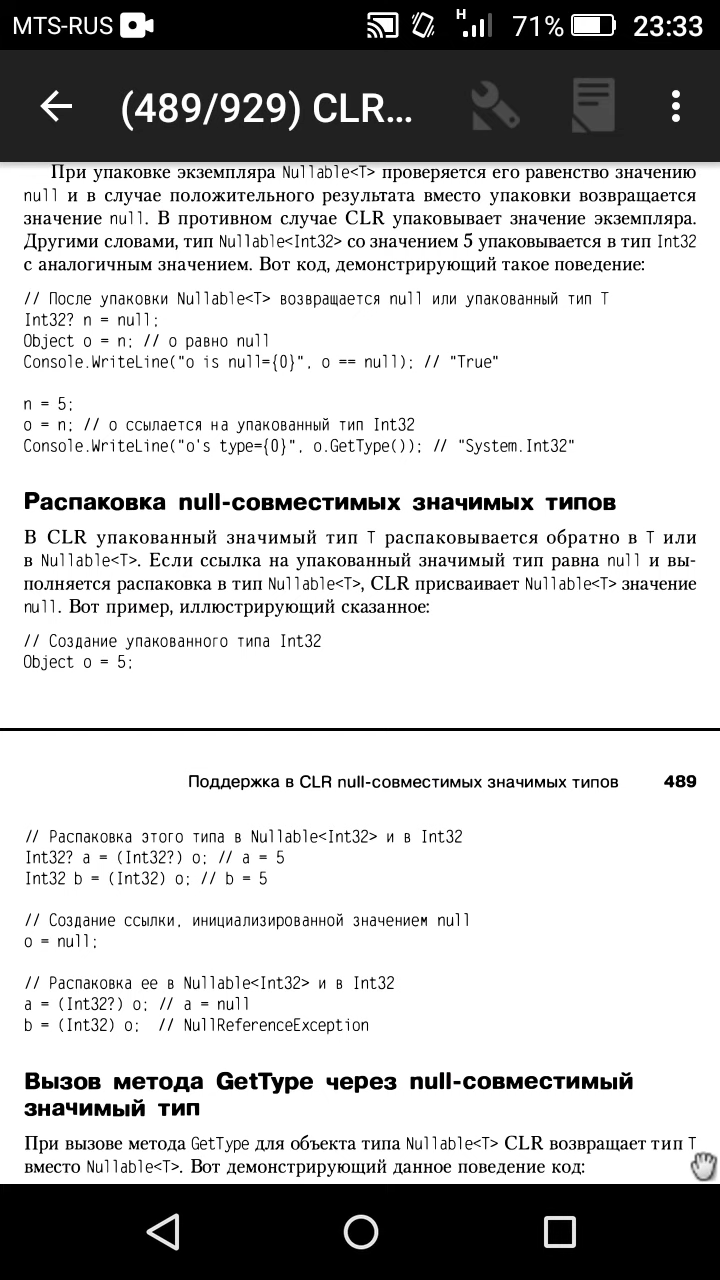 MTS-RUS
H
71%
23:33
(489/929) CLR...
При упаковке экземпляра Nullable<T> проверяется его равенство значению
null и в случае положительного результата вместо упаковки возвращается
значение null. В противном случае CLR упаковывает значение экземпляра.
Другими словами, тип Nullable<Int32> со значением 5 упаковывается в тип Int32
с аналогичным значением. Вот код, демонстрирующий такое поведение:
// После упаковки Nullable<T> возвращается null или упакованный тип T
Int32? n = null;
Object o = n; // o равно null
Console.WriteLine("o is null={0}", o == null); // "True"
n = 5;
o = n; // o ссылается на упакованный тип Int32
Console.WriteLine("o's type={0}", o.GetType()); // "System.Int32"
Распаковка null-совместимых значимых типов
В CLR упакованный значимый тип T распаковывается обратно в T или
в Nullable<T>. Если ссылка на упакованный значимый тип равна null и вы-
полняется распаковка в тип Nullable<T>, CLR присваивает Nullable<T> значение
null. Вот пример, иллюстрирующий сказанное:
// Создание упакованного типа Int32
Object o = 5;
Поддержка в CLR null-совместимых значимых типов 489
// Распаковка этого типа в Nullable<Int32> и в Int32
Int32? a = (Int32?) o; // a = 5
Int32 b = (Int32) o; // b = 5
// Создание ссылки, инициализированной значением null
o = null;
// Распаковка ее в Nullable<Int32> и в Int32
a = (Int32?) o; // a = null
b = (Int32) o; // NullReferenceException
Вызов метода GetType через null-совместимый
значимый тип
При вызове метода GetType для объекта типа Nullable<T> CLR возвращает тип T
вместо Nullable<T>. Вот демонстрирующий данное поведение код: